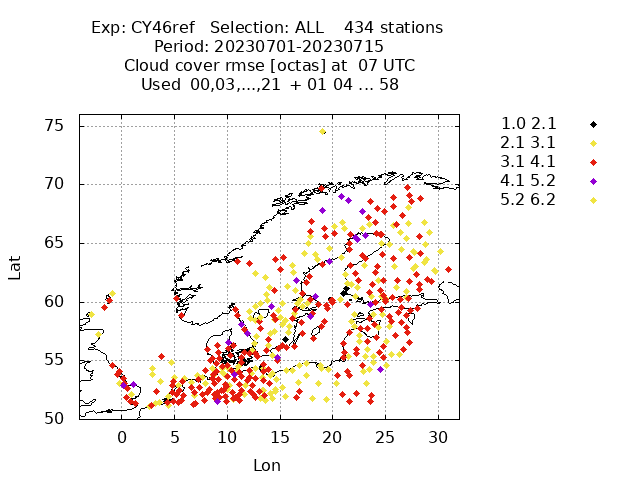 Exp: CY46ref   Selection: ALL    434 stations
Period: 20230701-20230715
Cloud cover rmse [octas] at  07 UTC
Used  00,03,...,21  + 01 04 ... 58
75
70
65
60
55
50
Lat
0 5 10 15 20 25 30
Lon
1.0 2.1
2.1 3.1
3.1 4.1
4.1 5.2
5.2 6.2